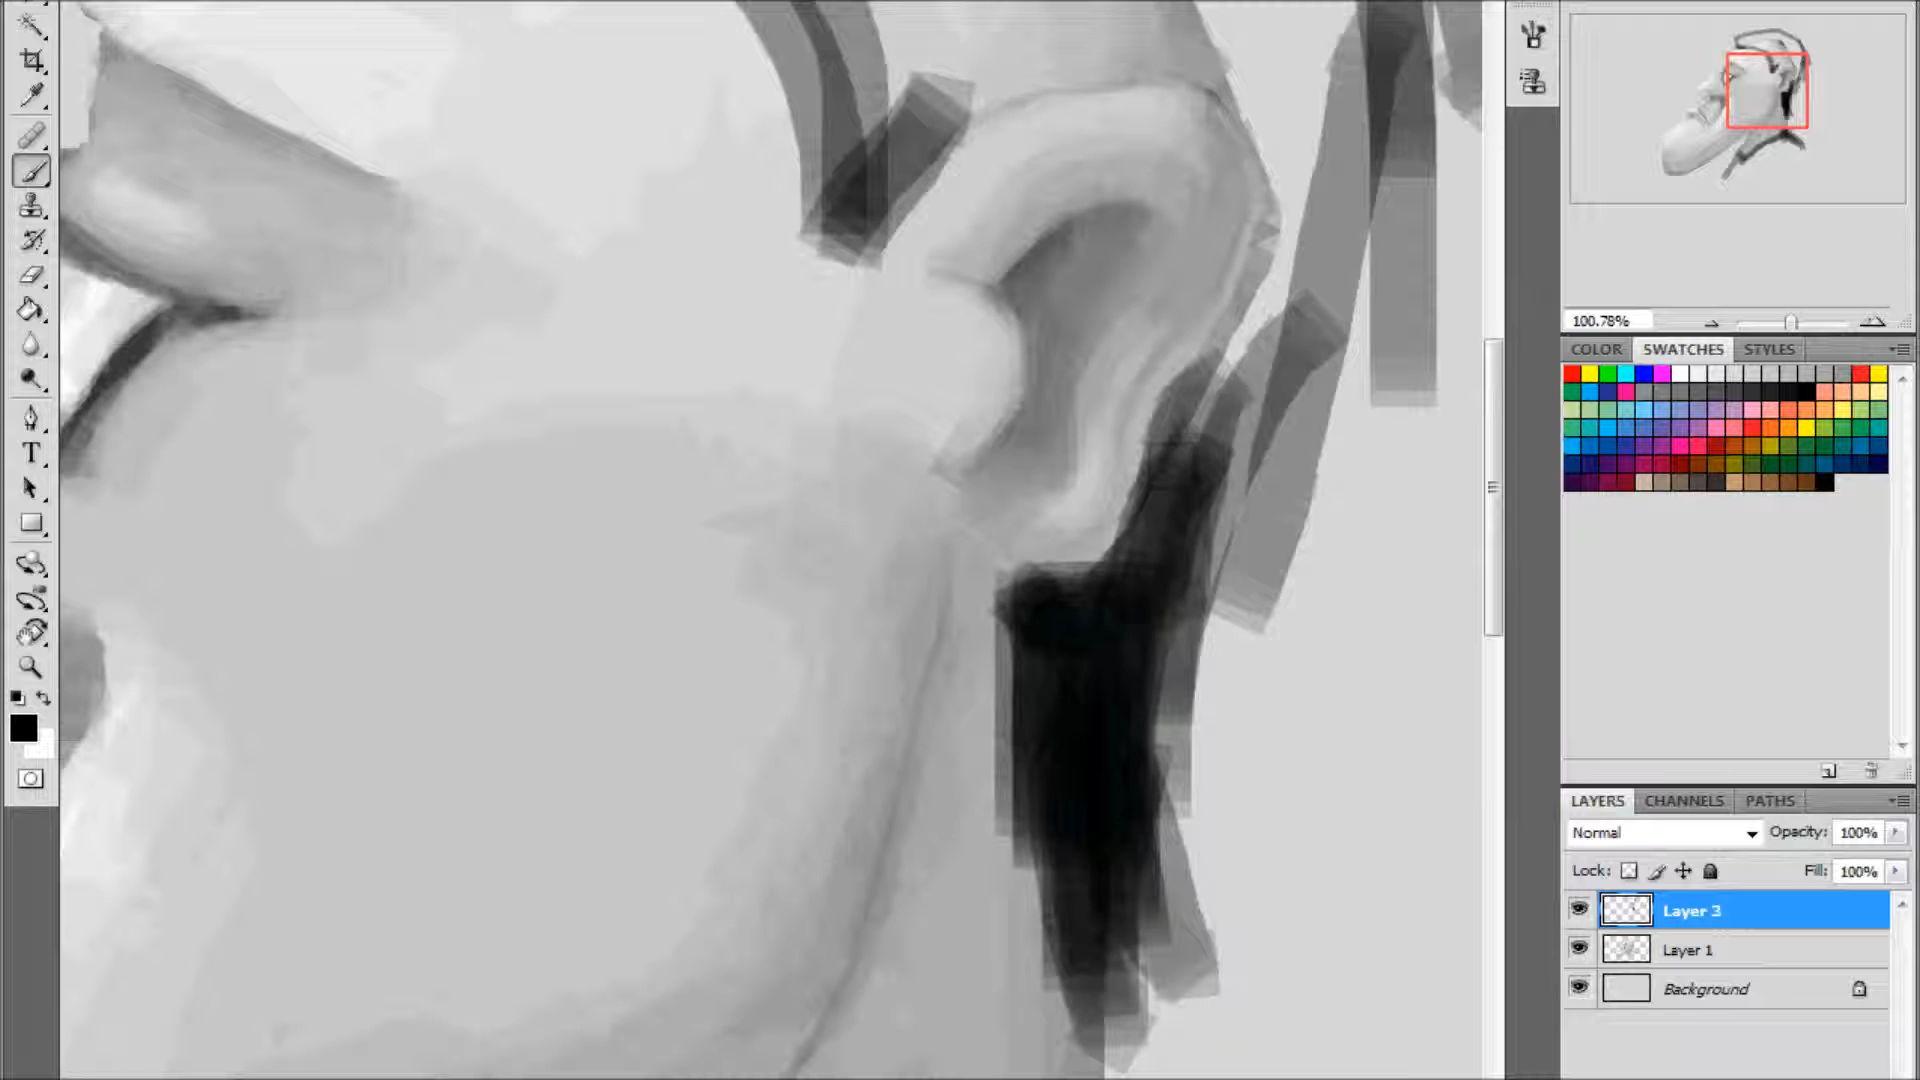 100.78%
COLOR SWATCHES STYLES
LAYERS CHANNELS PATHS
Normal Opacity: 100%
Lock: Fill: 100%
Layer 3
Layer 1
Background
T